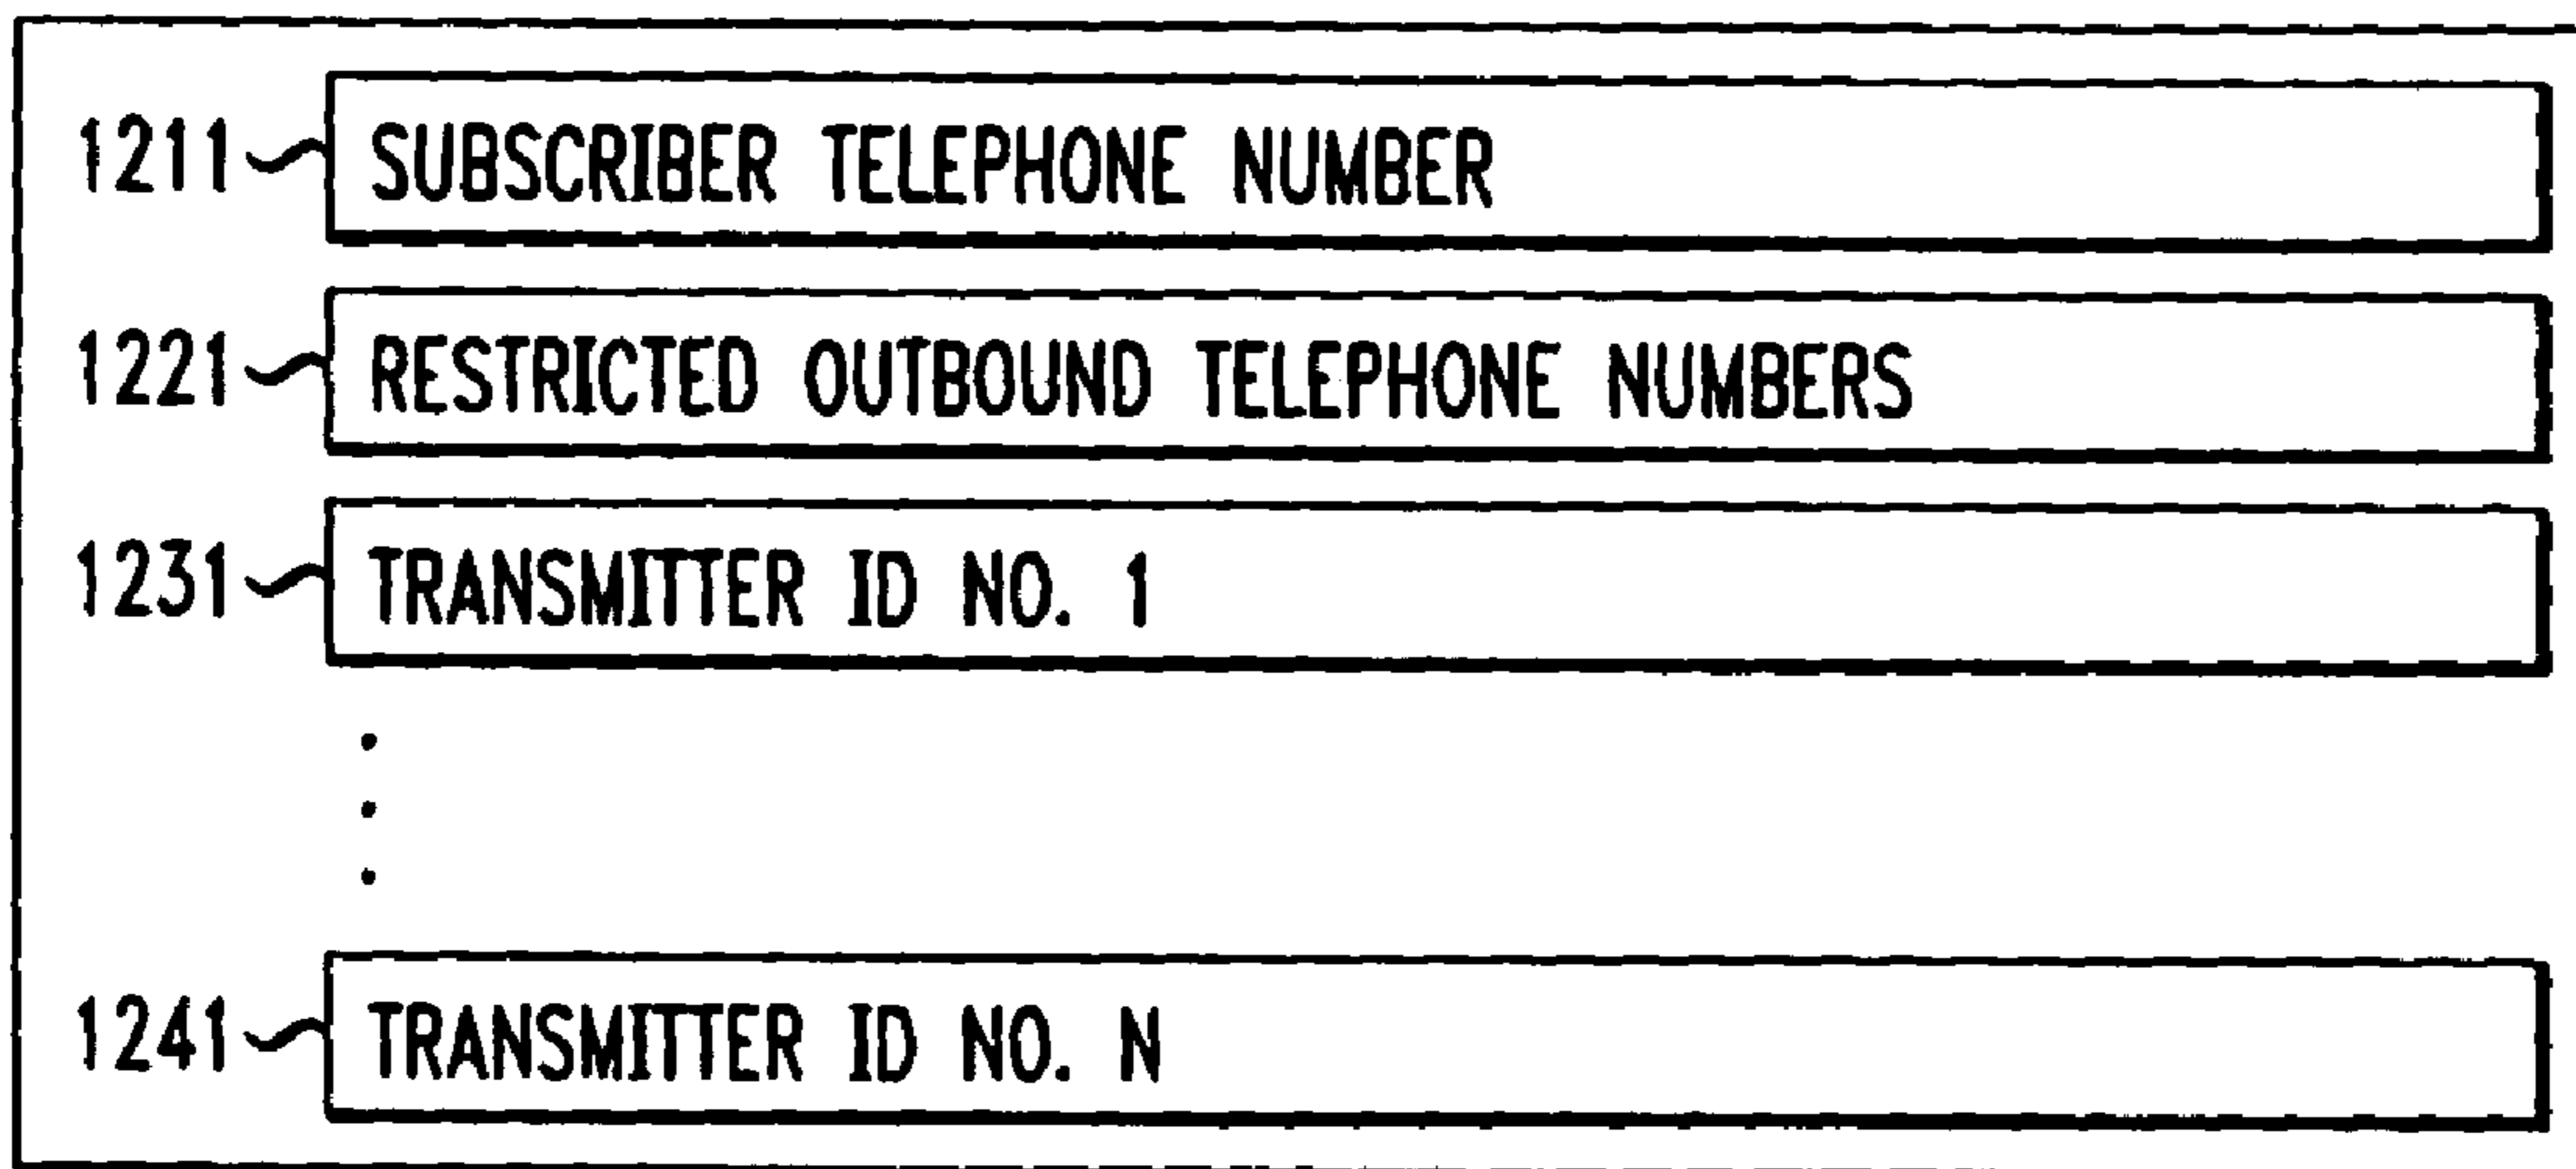 1211 SUBSCRIBER TELEPHONE NUMBER
1221 RESTRICTED OUTBOUND TELEPHONE NUMBERS
1231 TRANSMITTER ID NO. 1
1241 TRANSMITTER ID NO. N